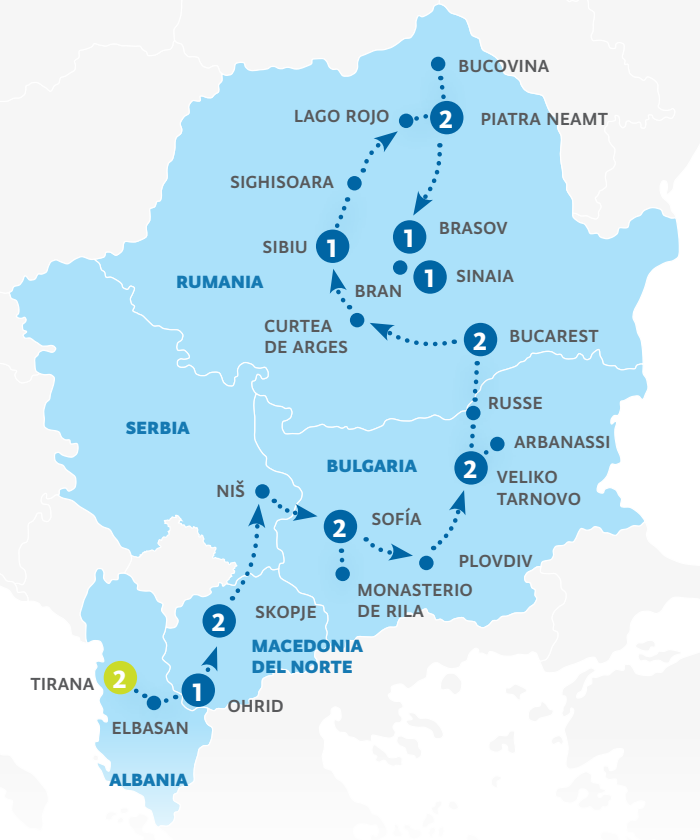 BUCOVINA
LAGO ROJO
2
PIATRA NEAMT
SIGHISOARA
BRASOV
1
SIBIU
1
1
SINAIA
RUMANIA
BRAN
CURTEA
DE ARGES
2
BUCAREST
RUSSE
SERBIA
ARBANASSI
BULGARIA
2
VELIKO
TARNOVO
NIŠ
2
SOFÍA
PLOVDIV
MONASTERIO
DE RILA
2
SKOPJE
MACEDONIA
DEL NORTE
TIRANA
2
1
OHRID
ELBASAN
ALBANIA